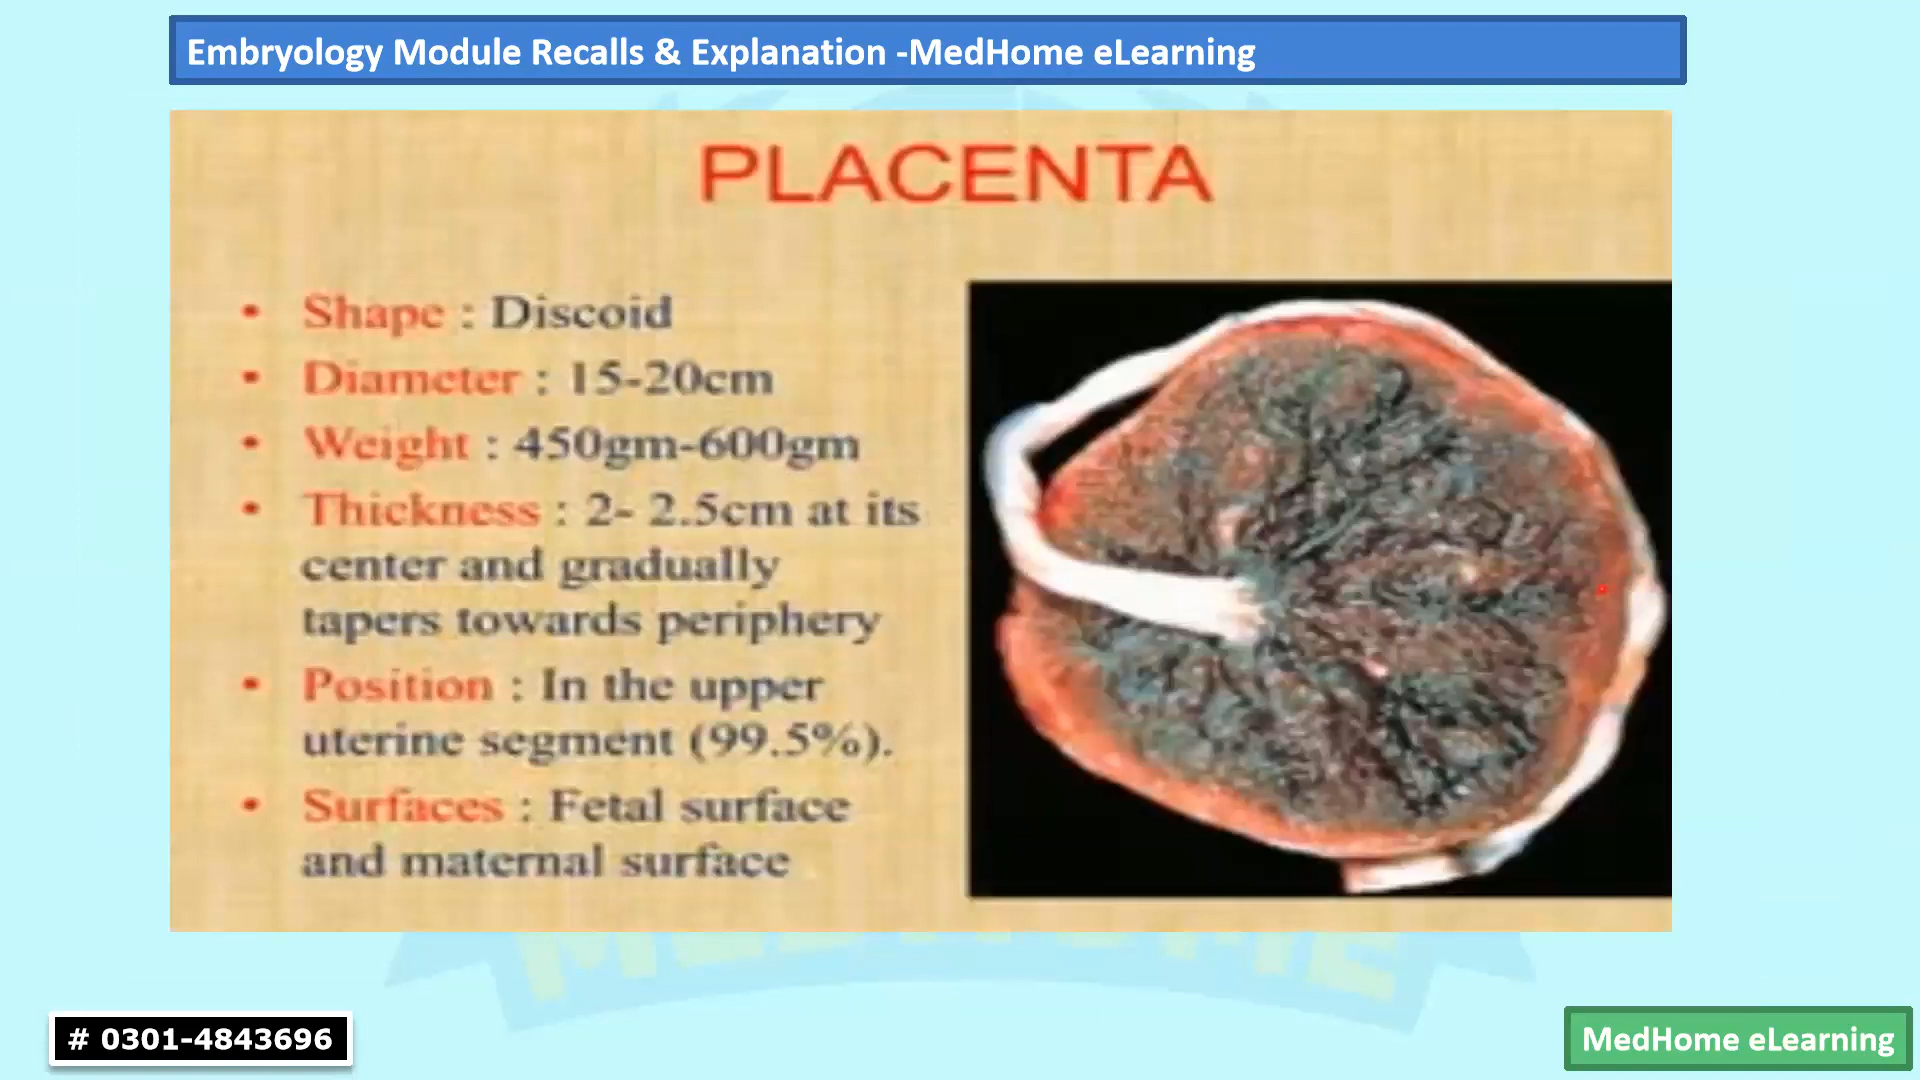 Embryology Module Recalls & Explanation -MedHome eLearning
PLACENTA
• Shape : Discoid
• Diameter : 15-20cm
• Weight : 450gm-600gm
• Thickness : 2- 2.5cm at its
center and gradually
tapers towards periphery
• Position : In the upper
uterine segment (99.5%).
• Surfaces : Fetal surface
and maternal surface
MEDHOME
# 0301-4843696
MedHome eLearning